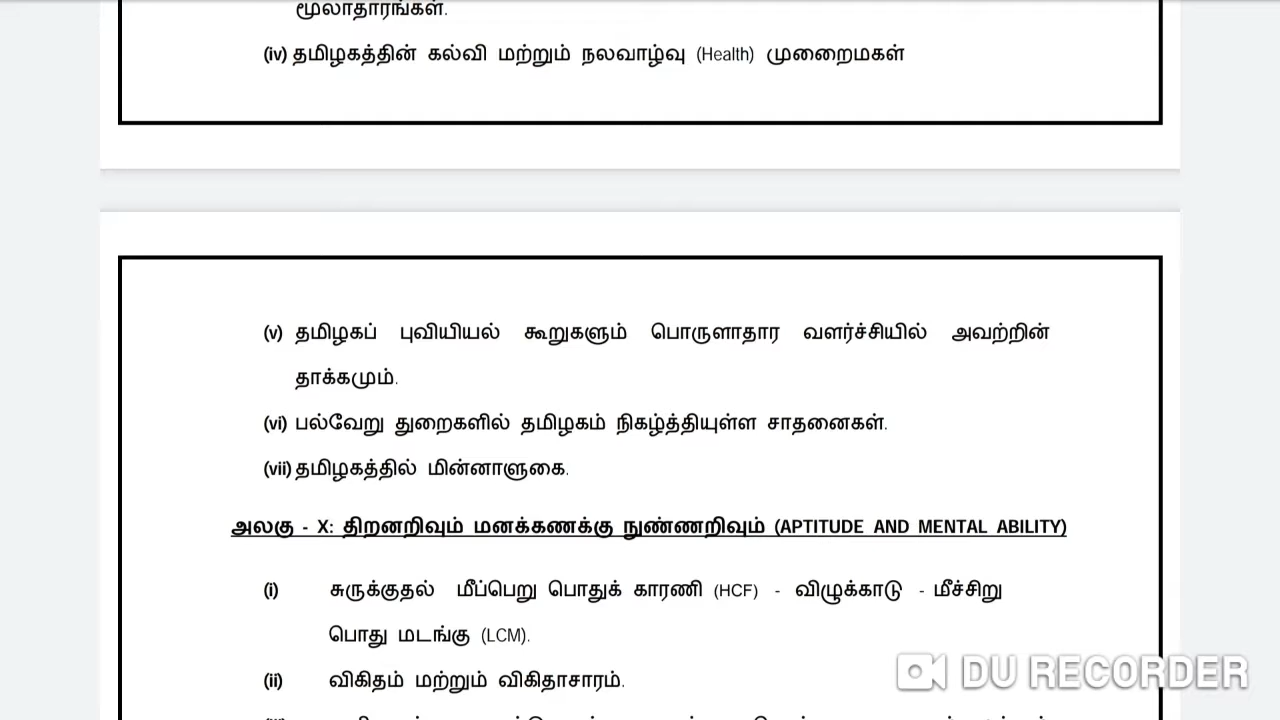 மூலாதாரங்கள்.
(iv) தமிழகத்தின் கல்வி மற்றும் நலவாழ்வு (Health) முறைைமகள்
(v) தமிழகப் புவியியல் கூறுகளும் பொருளாதார வளர்ச்சியில் அவற்றின்
தாக்கமும்.
(vi) பல்வேறு துறைகளில் தமிழகம் நிகழ்த்தியுள்ள சாதனைகள்.
(vii) தமிழகத்தில் மின்னாளுகை.
அலகு - X: திறனறிவும் மனக்கணக்கு நுண்ணறிவும் (APTITUDE AND MENTAL ABILITY)
(i) சுருக்குதல் மீப்பெறு பொதுக் காரணி (HCF) - விழுக்காடு - மீச்சிறு
பொது மடங்கு (LCM).
(ii) விகிதம் மற்றும் விகிதாசாரம்.
DU RECORDER